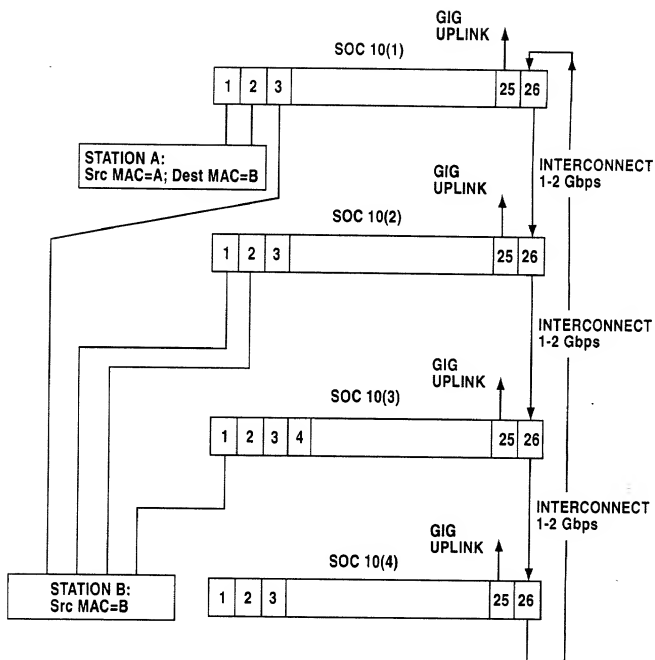 GIG
UPLINK
SOC 10(1)
1 2 3 25 26
STATION A:
Src MAC=A; Dest MAC=B
INTERCONNECT
1-2 Gbps
GIG
UPLINK
SOC 10(2)
1 2 3 25 26
INTERCONNECT
1-2 Gbps
GIG
UPLINK
SOC 10(3)
1 2 3 4 25 26
INTERCONNECT
1-2 Gbps
GIG
UPLINK
SOC 10(4)
1 2 3 25 26
STATION B:
Src MAC=B